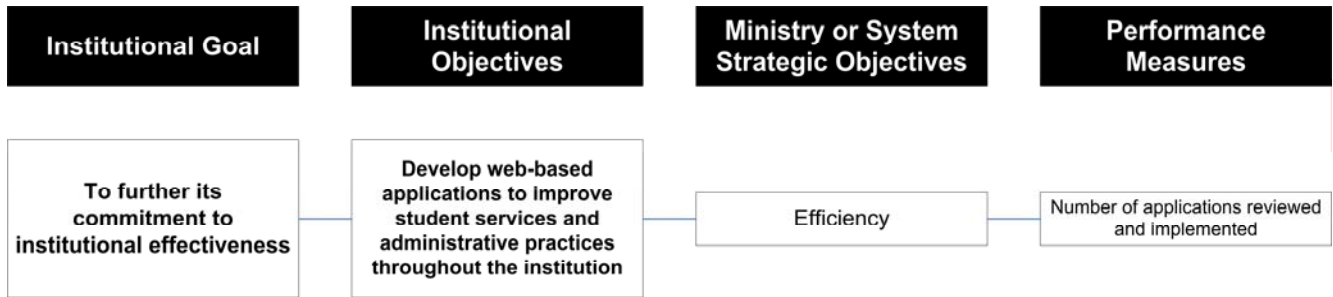 Institutional Goal
Institutional
Objectives
Ministry or System
Strategic Objectives
Performance
Measures
To further its
commitment to
institutional effectiveness
Develop web-based
applications to improve
student services and
administrative practices
throughout the institution
Efficiency
Number of applications reviewed
and implemented